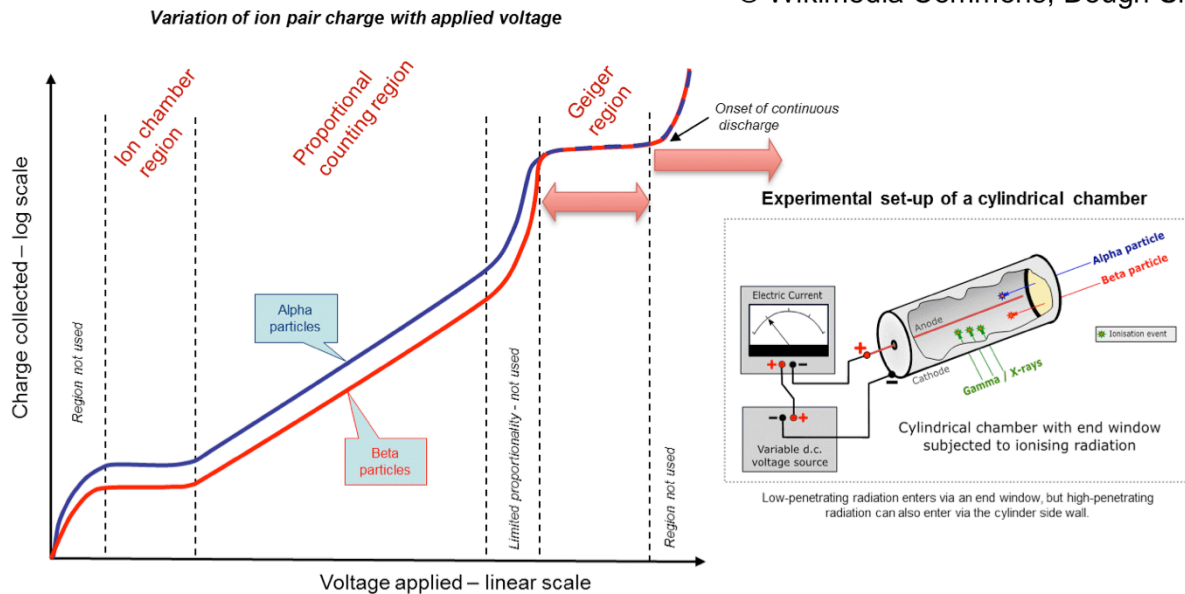 © Wikimedia Commons, Dough
Variation of ion pair charge with applied voltage
Ion chamber
region
Proportional
counting region
Geiger
region
Onset of continuous
discharge
Charge collected – log scale
Region not used
Alpha
particles
Beta
particles
Limited proportionality - not used
Region not used
Voltage applied – linear scale
Experimental set-up of a cylindrical chamber
Alpha particle
Beta particle
Electric Current
+ –
– +
Variable d.c.
voltage source
+
–
Anode
Cathode
Gamma / X-rays
Ionisation event
Cylindrical chamber with end window
subjected to ionising radiation
Low-penetrating radiation enters via an end window, but high-penetrating
radiation can also enter via the cylinder side wall.